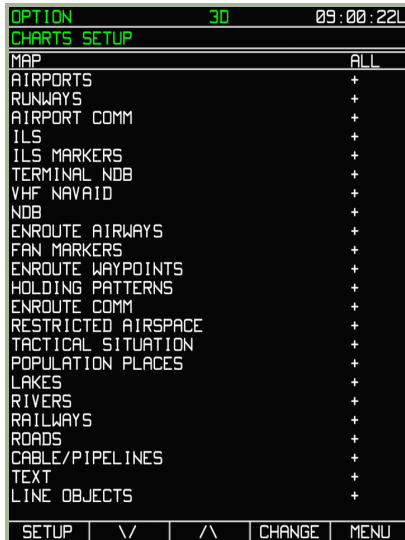 OPTION 3D 09:00:22L
CHARTS SETUP
MAP ALL
AIRPORTS +
RUNWAYS +
AIRPORT COMM +
ILS +
ILS MARKERS +
TERMINAL NDB +
VHF NAVAID +
NDB +
ENROUTE AIRWAYS +
FAN MARKERS +
ENROUTE WAYPOINTS +
HOLDING PATTERNS +
ENROUTE COMM +
RESTRICTED AIRSPACE +
TACTICAL SITUATION +
POPULATION PLACES +
LAKES +
RIVERS +
RAILWAYS +
ROADS +
CABLE/PIPELINES +
TEXT +
LINE OBJECTS +
SETUP \/ /\ CHANGE MENU